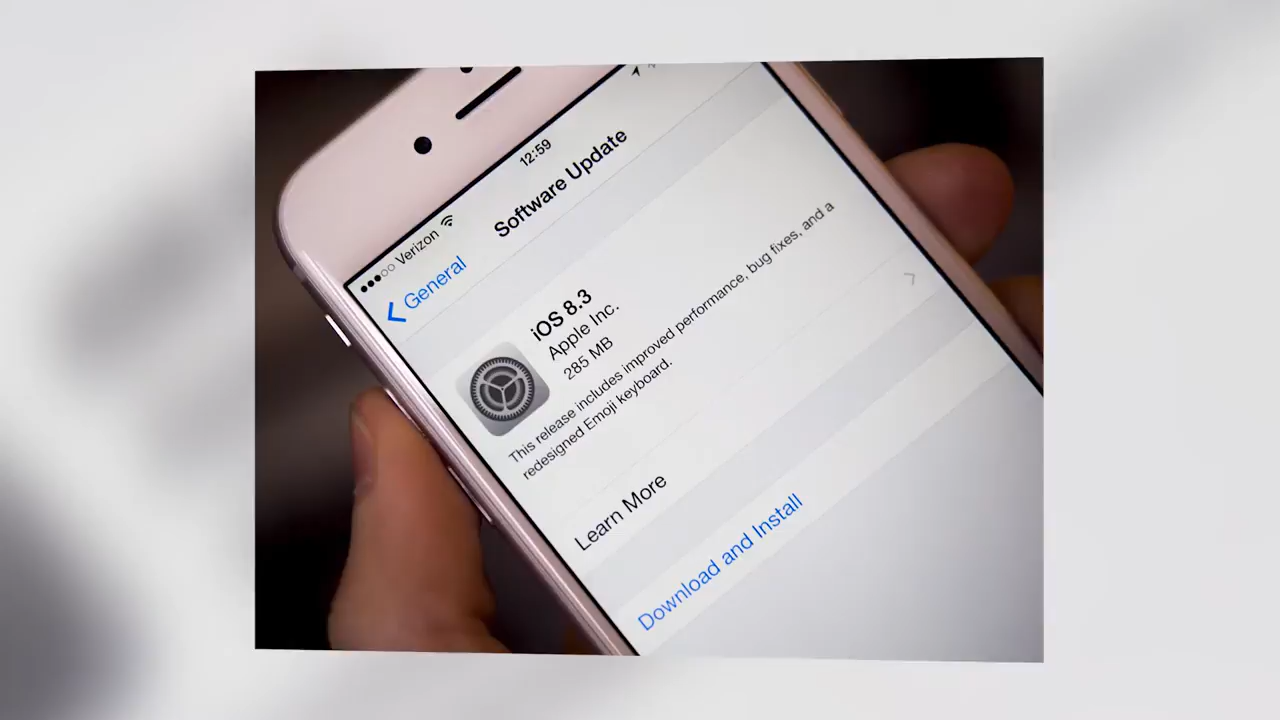 Verizon 12:59
General Software Update
iOS 8.3
Apple Inc.
285 MB
This release includes improved performance, bug fixes, and a
redesigned Emoji keyboard.
Learn More
Download and Install